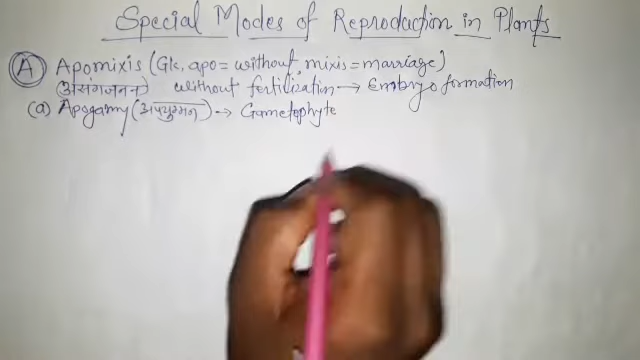 Special Modes of Reproduction in Plants
(A) Apomixis (Gk, apo = without, mixis = marriage)
(असंगजनन) without fertilization → Embryo formation
(a) Apogamy (अपयुग्मन) → Gametophyte